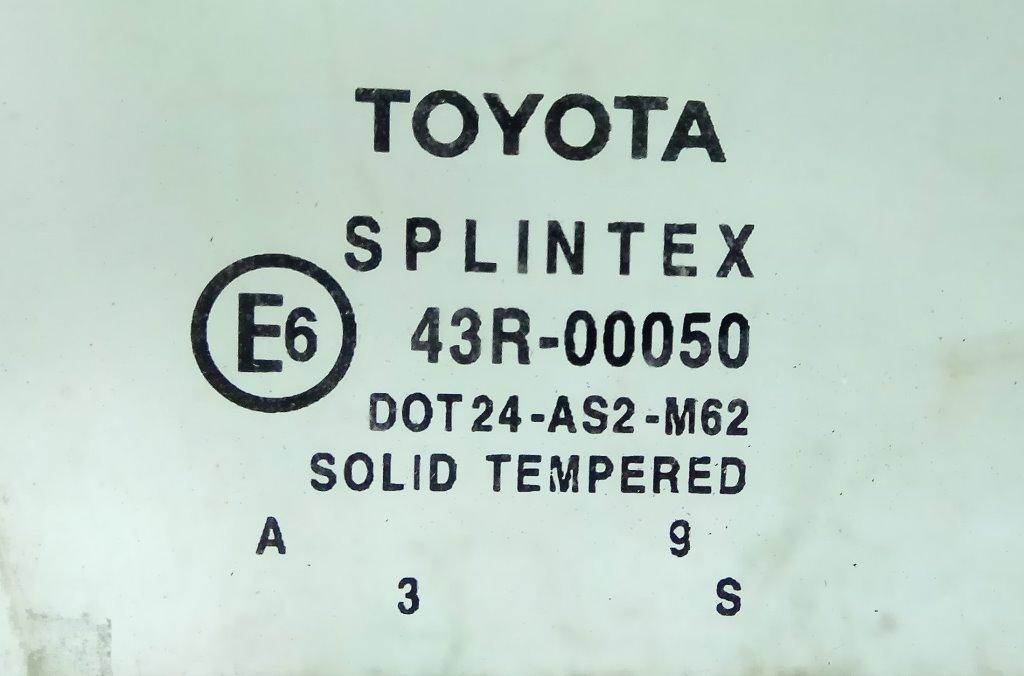 TOYOTA
SPLINTEX
E6 43R-00050
DOT24-AS2-M62
SOLID TEMPERED
A 9
3 S